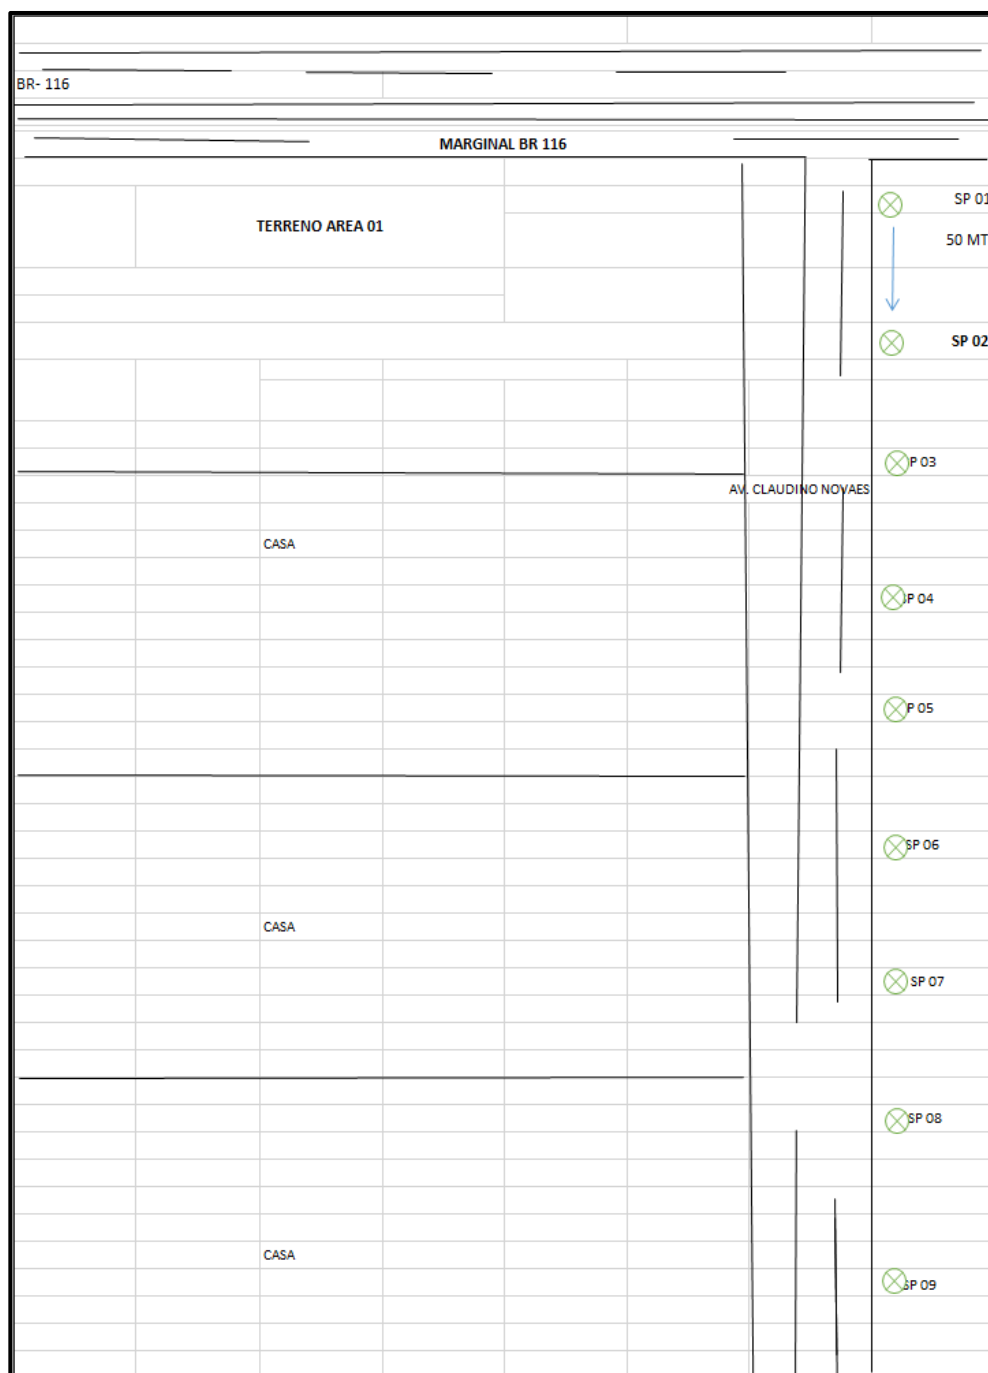 BR- 116
MARGINAL BR 116
SP 01
TERRENO AREA 01
50 MT
SP 02
P 03
AV. CLAUDINO NOVAES
CASA
SP 04
P 05
SP 06
CASA
SP 07
SP 08
CASA
SP 09